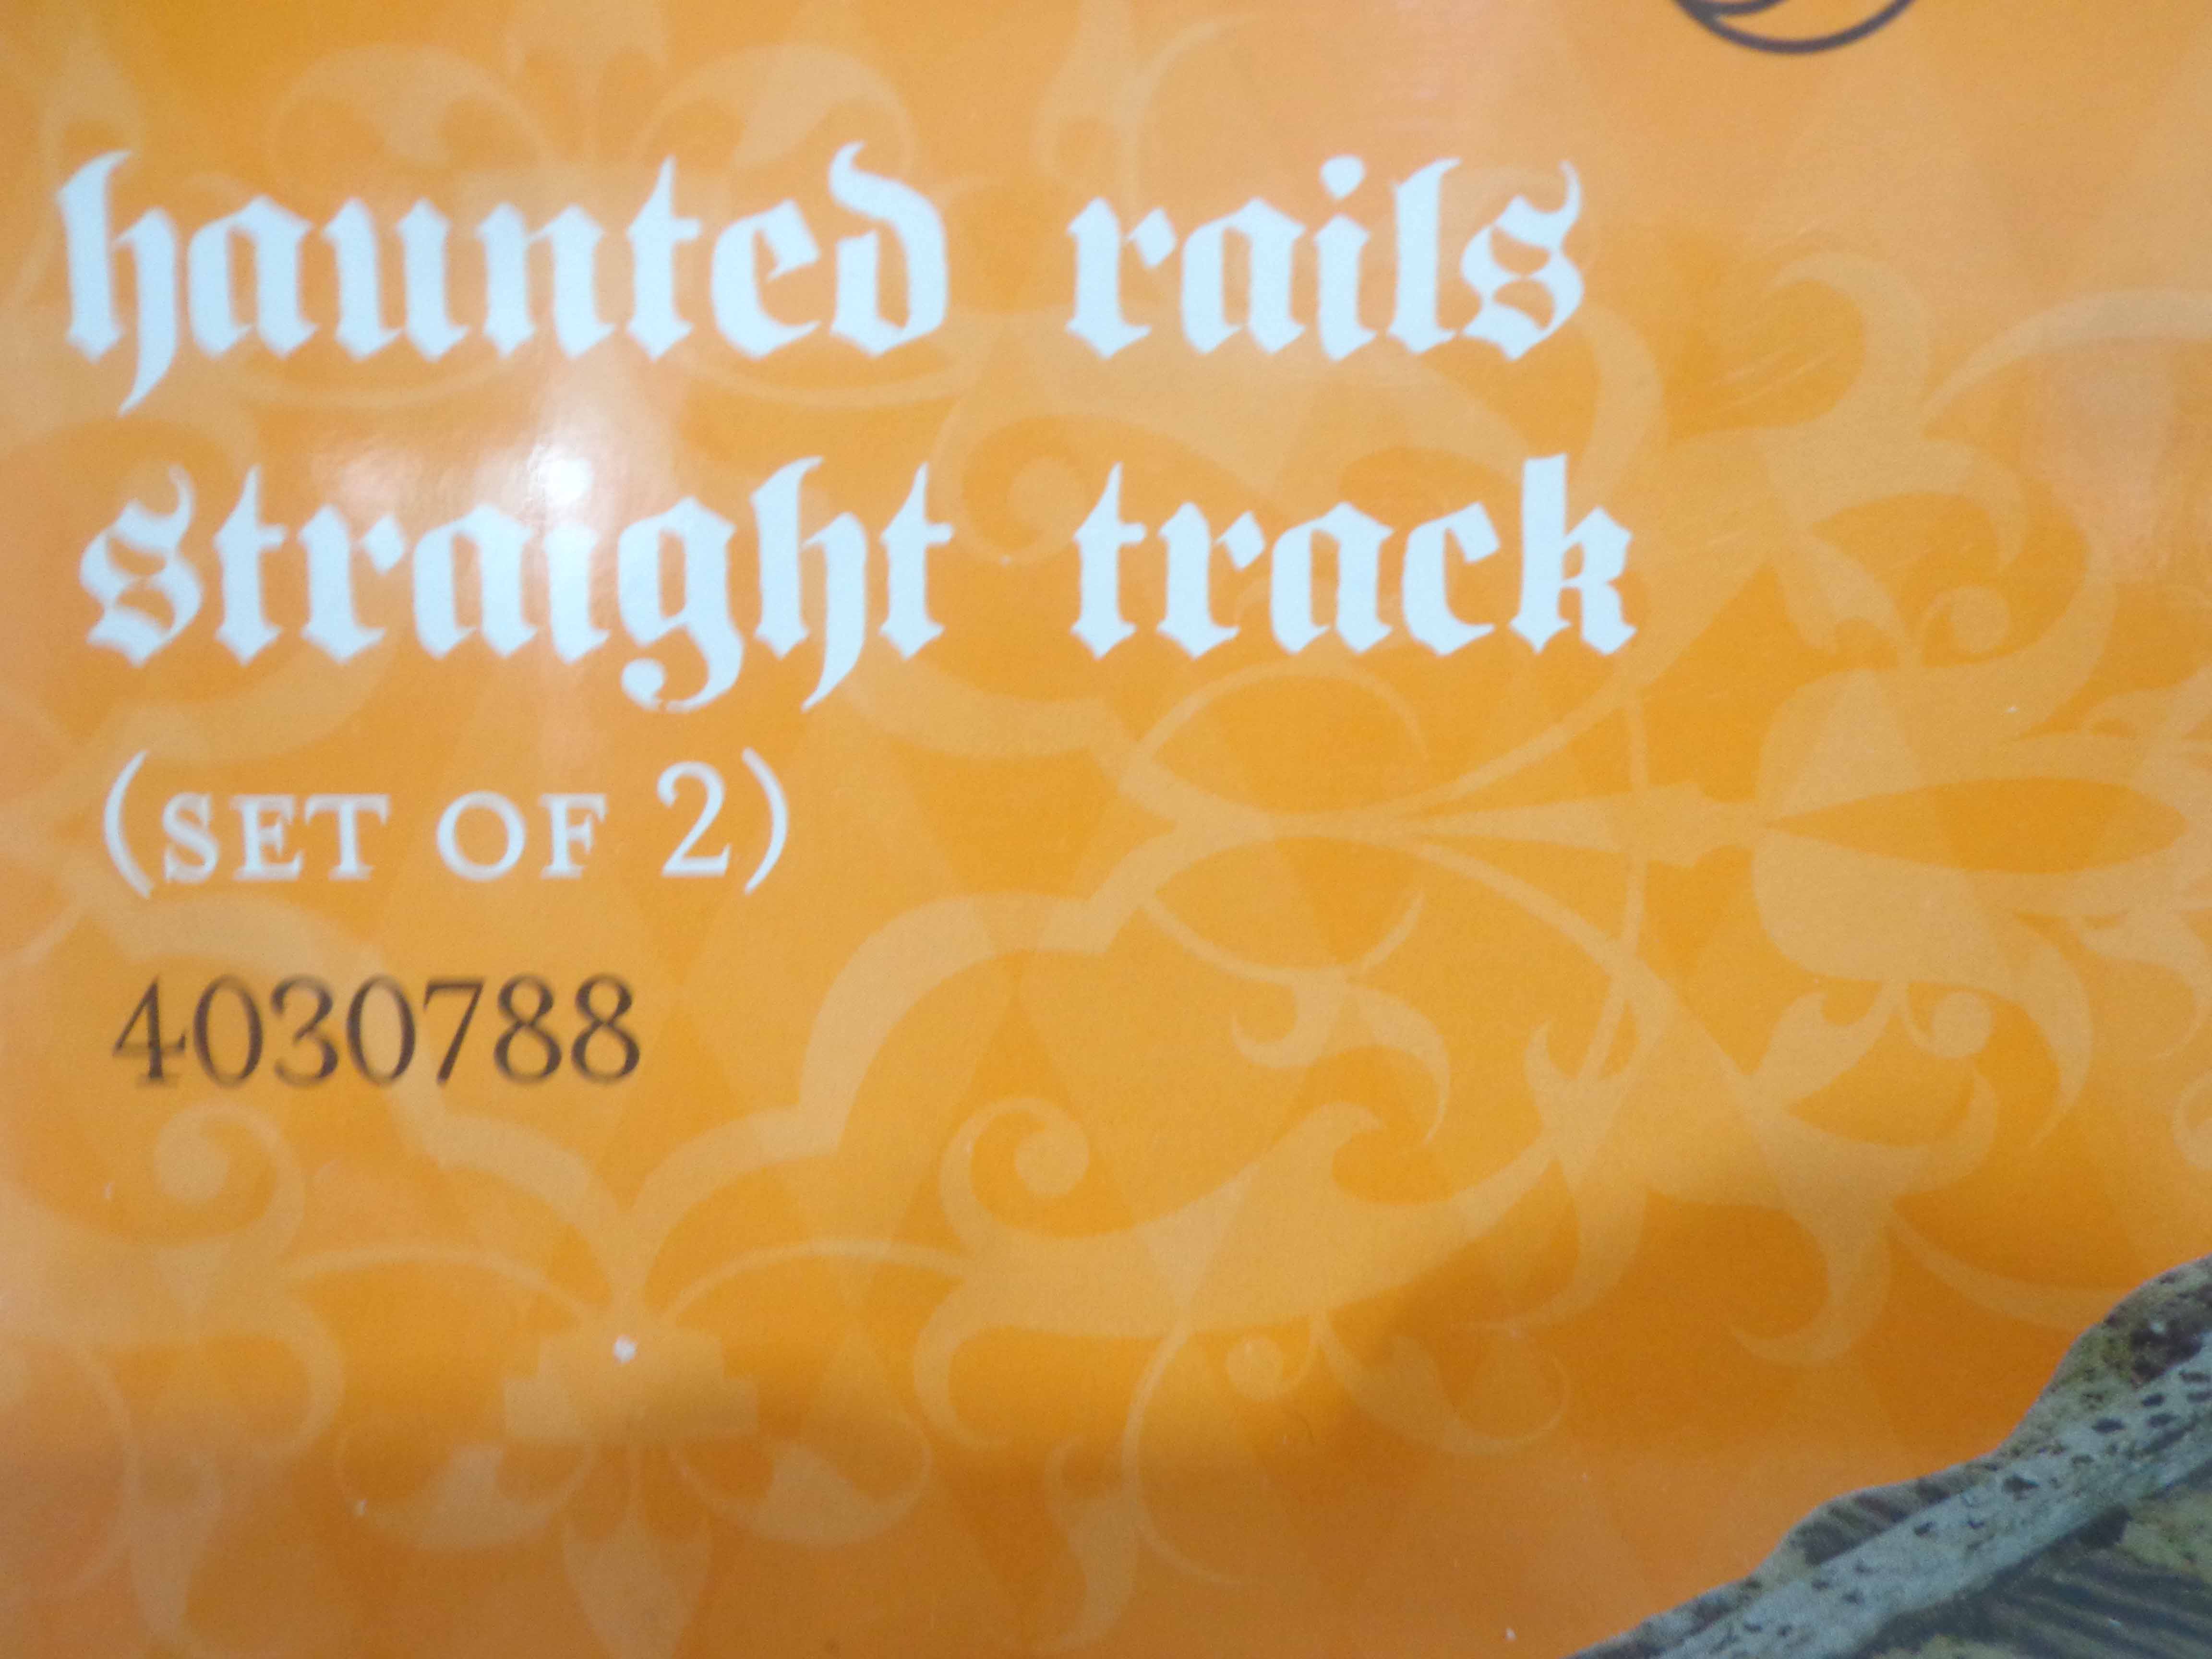 haunted rails
straight track
(SET OF 2)
4030788